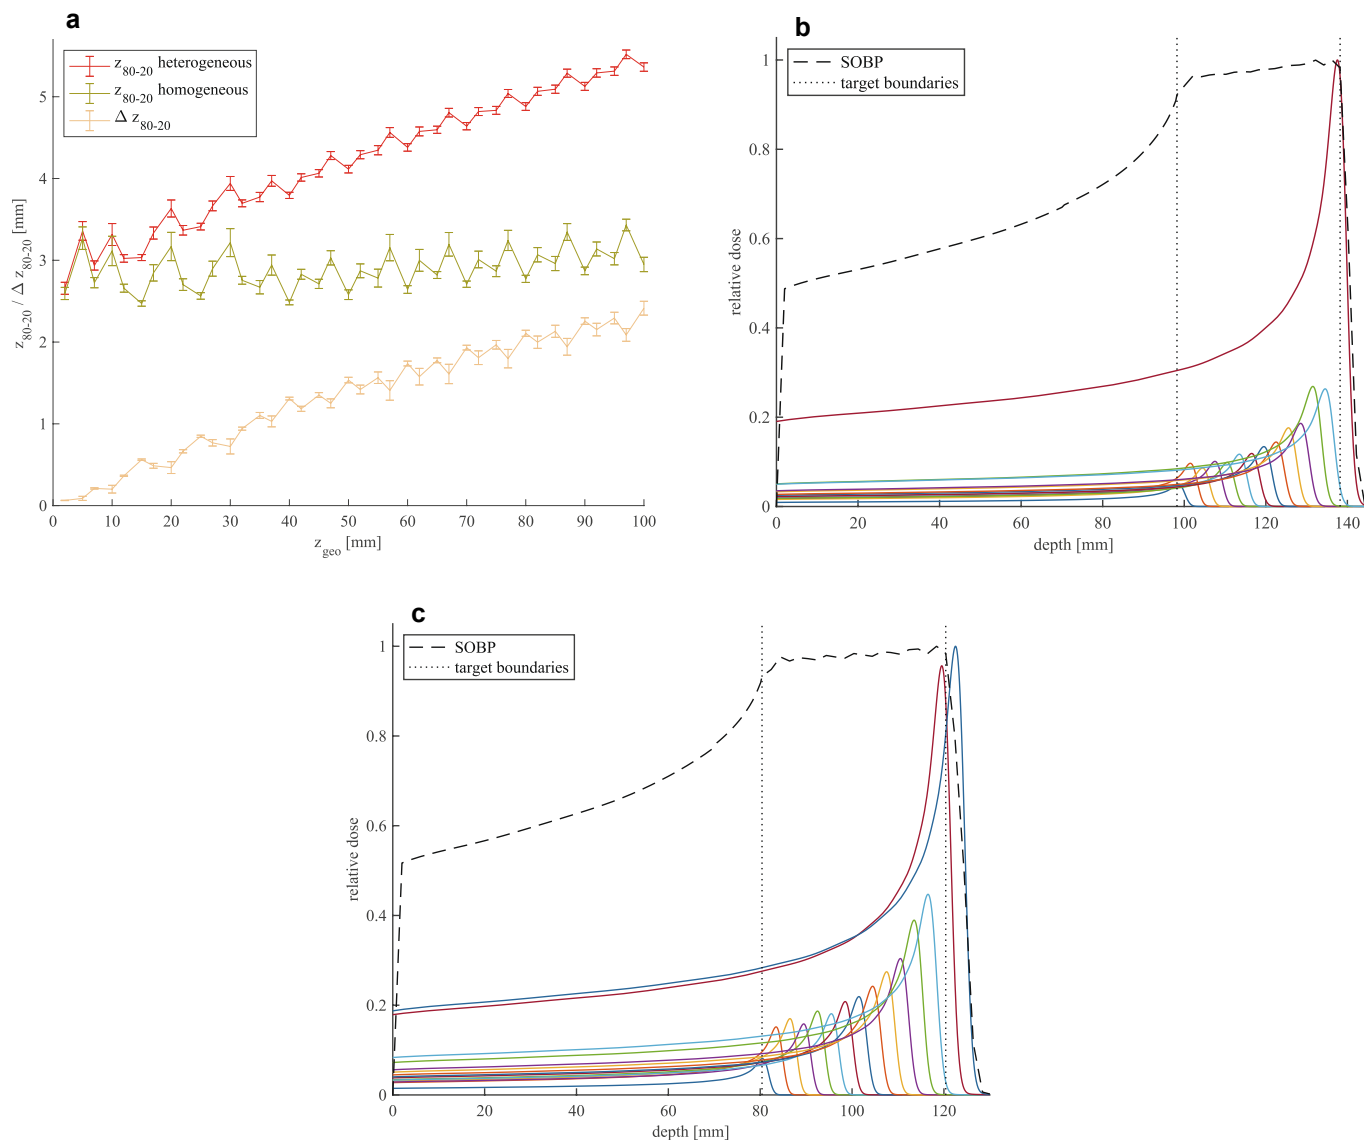 a
z80-20 heterogeneous
z80-20 homogeneous
Δ z80-20
z80-20 / Δ z80-20 [mm]
5
4
3
2
1
0
0 10 20 30 40 50 60 70 80 90 100
zgeo [mm]
b
SOBP
target boundaries
relative dose
1
0.8
0.6
0.4
0.2
0
0 20 40 60 80 100 120 140
depth [mm]
c
SOBP
target boundaries
relative dose
1
0.8
0.6
0.4
0.2
0
0 20 40 60 80 100 120
depth [mm]